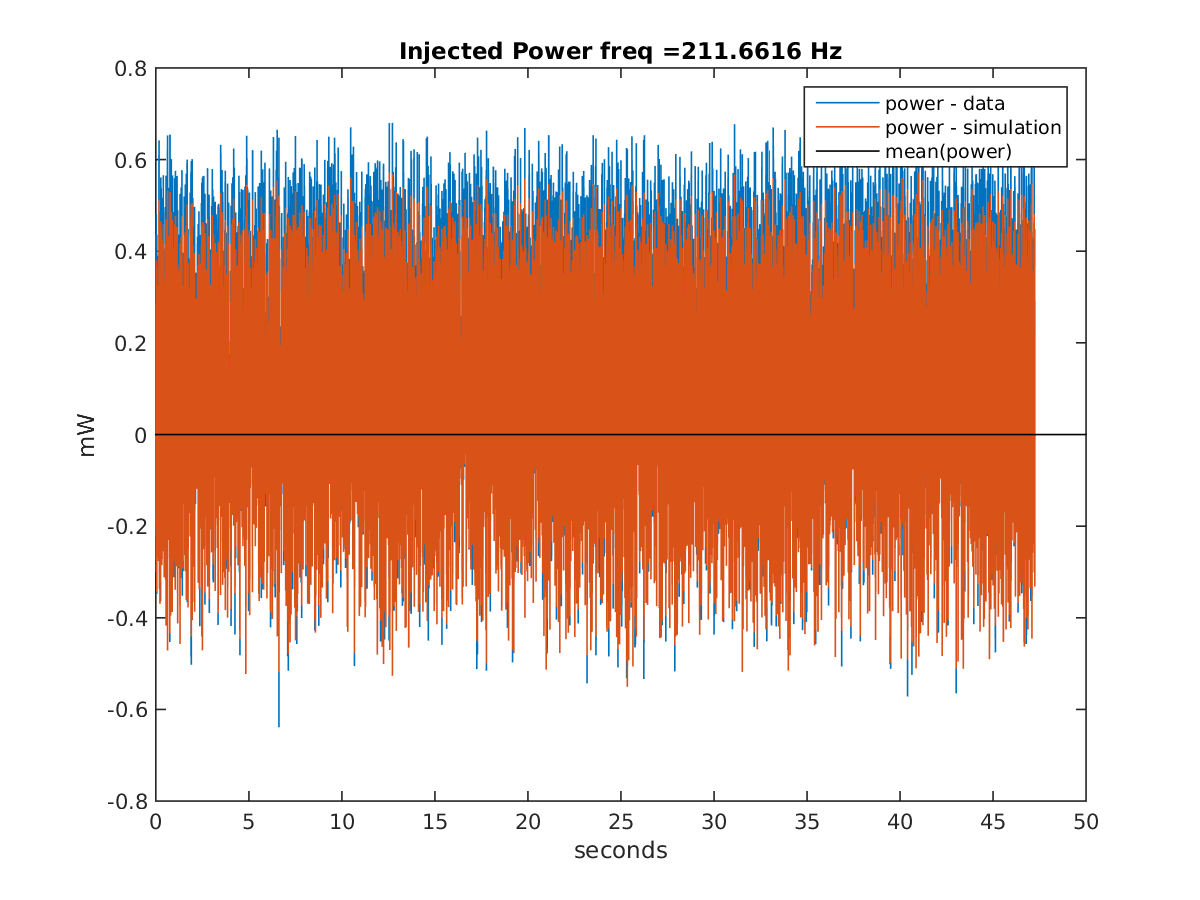 Injected Power freq =211.6616 Hz
power - data
power - simulation
mean(power)
0.8
0.6
0.4
0.2
0
-0.2
-0.4
-0.6
-0.8
mW
0 5 10 15 20 25 30 35 40 45 50
seconds